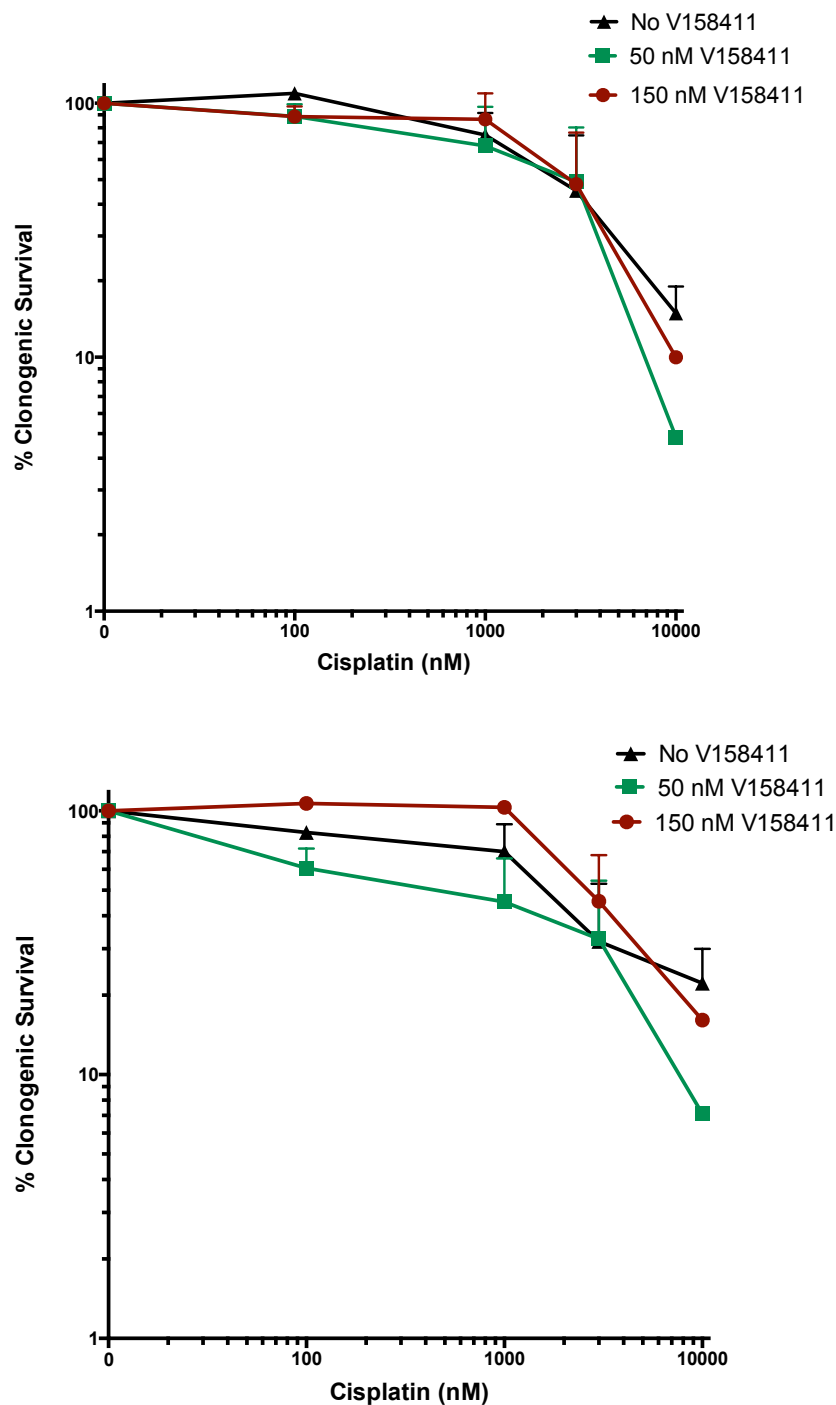 No V158411
50 nM V158411
150 nM V158411
100
10
1
% Clonogenic Survival
0 100 1000 10000
Cisplatin (nM)
No V158411
50 nM V158411
150 nM V158411
100
10
1
% Clonogenic Survival
0 100 1000 10000
Cisplatin (nM)